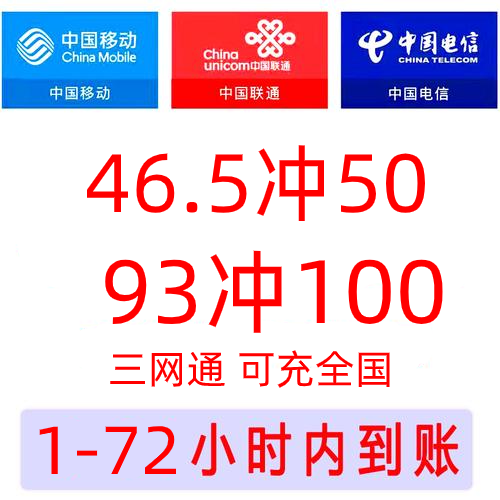 中国移动
China Mobile
中国移动
China
unicom中国联通
中国联通
中国电信
CHINA TELECOM
中国电信
46.5冲50
93冲100
三网通 可充全国
1-72小时内到账